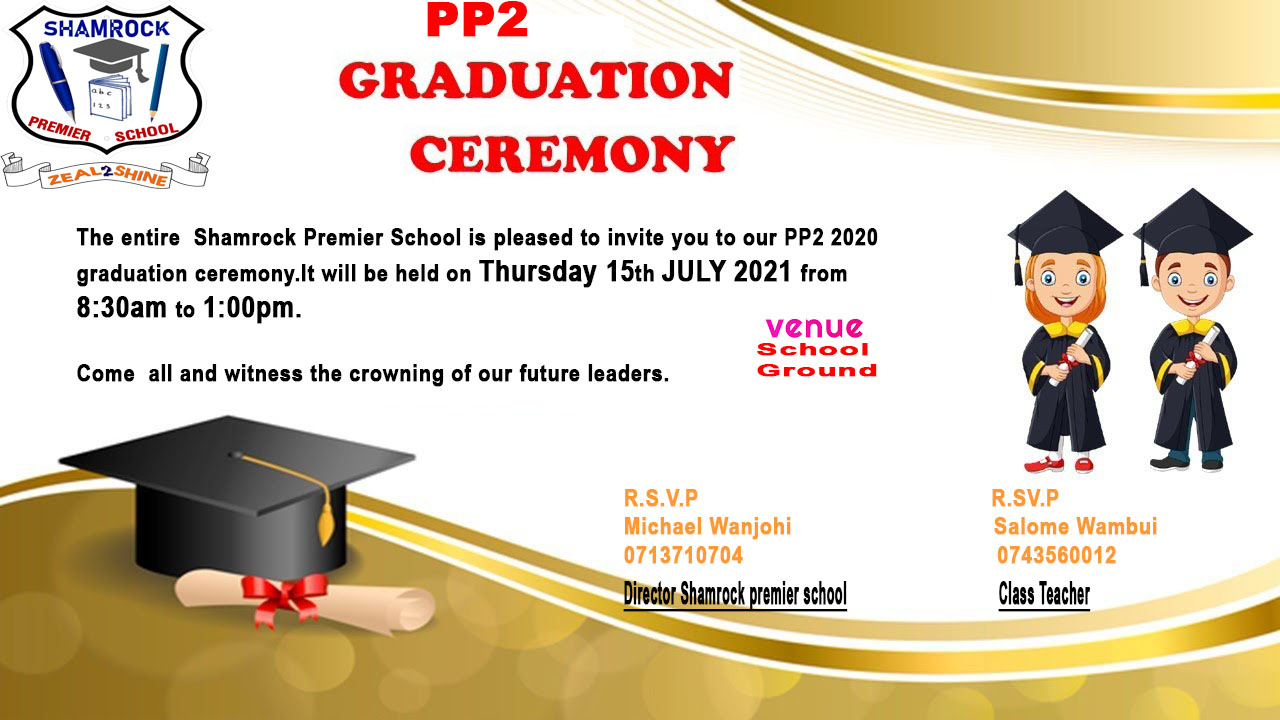 SHAMROCK
abc
123
PREMIER SCHOOL
ZEAL2SHINE
PP2
GRADUATION
CEREMONY
The entire Shamrock Premier School is pleased to invite you to our PP2 2020
graduation ceremony.It will be held on Thursday 15th JULY 2021 from
8:30am to 1:00pm.
venue
School
Ground
Come all and witness the crowning of our future leaders.
R.S.V.P
Michael Wanjohi
0713710704
Director Shamrock premier school
R.SV.P
Salome Wambui
0743560012
Class Teacher